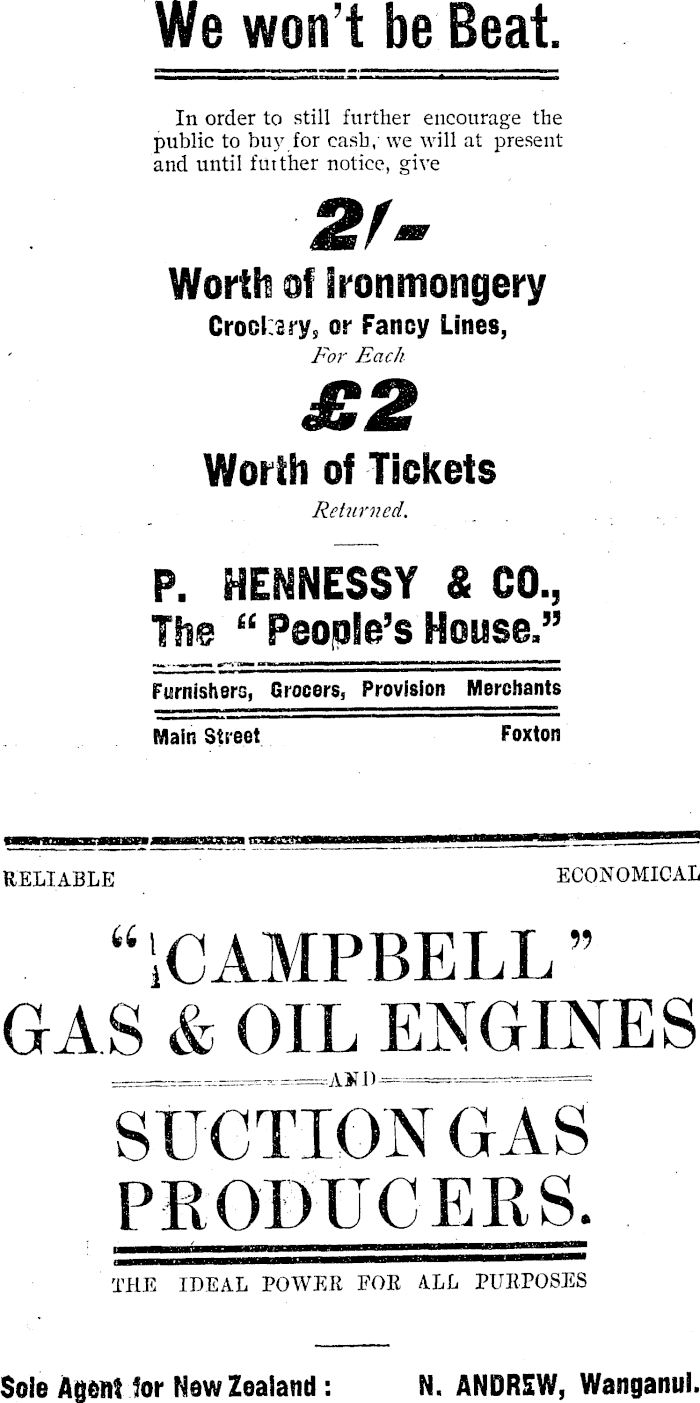 We won't be Beat.
In order to still further encourage the
public to buy for cash, we will at present
and until further notice, give
2/-
Worth of Ironmongery
Crockery, or Fancy Lines,
For Each
£2
Worth of Tickets
Returned.
P. HENNESSY & CO.,
The "People's House."
Furnishers, Grocers, Provision Merchants
Main Street Foxton
RELIABLE ECONOMICAL
"CAMPBELL"
GAS & OIL ENGINES
AND
SUCTION GAS
PRODUCERS.
THE IDEAL POWER FOR ALL PURPOSES
Sole Agent for New Zealand : N. ANDREW, Wanganui.